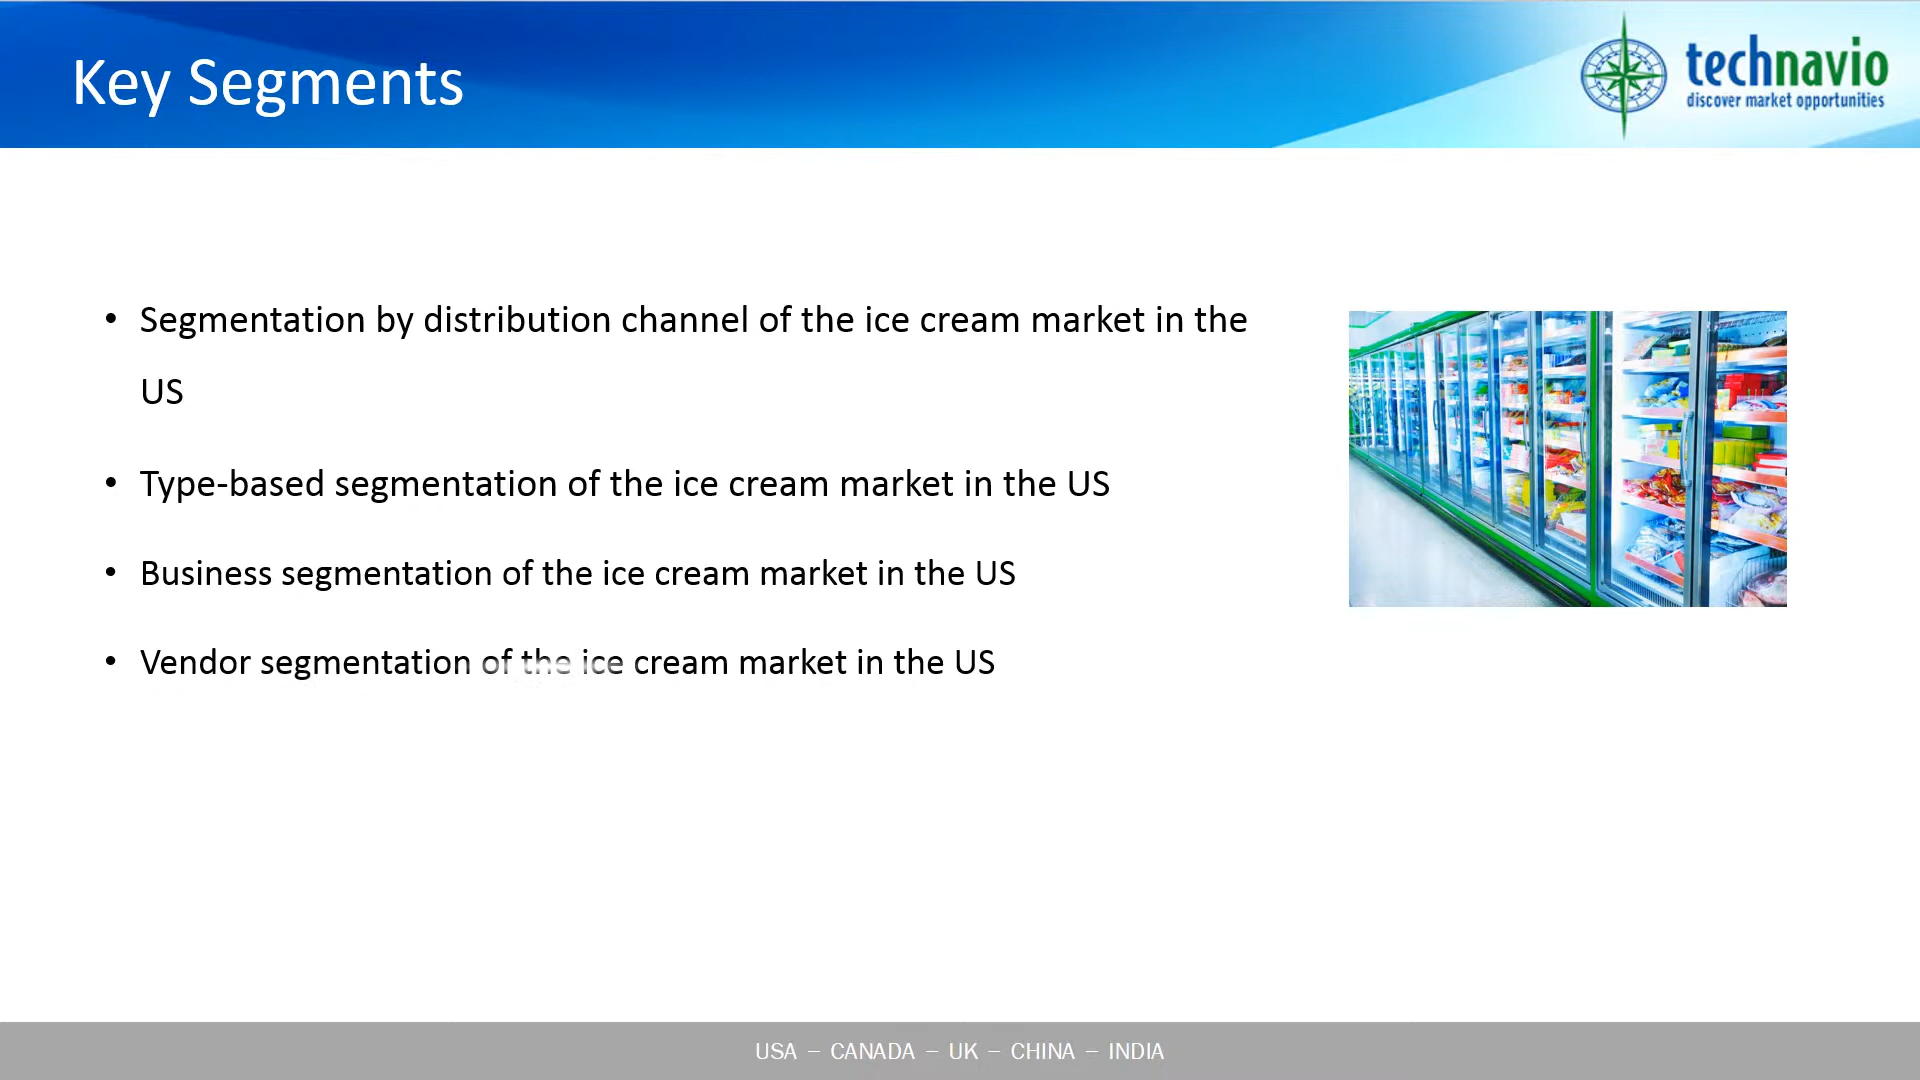 Key Segments
technavio
discover market opportunities
• Segmentation by distribution channel of the ice cream market in the
US
• Type-based segmentation of the ice cream market in the US
• Business segmentation of the ice cream market in the US
• Vendor segmentation of the ice cream market in the US
USA – CANADA – UK – CHINA – INDIA